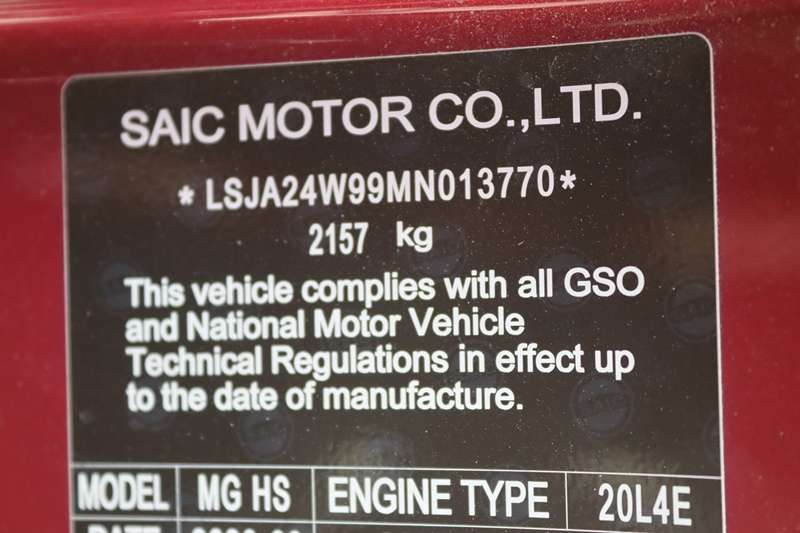 SAIC MOTOR CO.,LTD.
*LSJA24W99MN013770*
2157 kg
This vehicle complies with all GSO
and National Motor Vehicle
Technical Regulations in effect up
to the date of manufacture.
MODEL MG HS ENGINE TYPE 20L4E